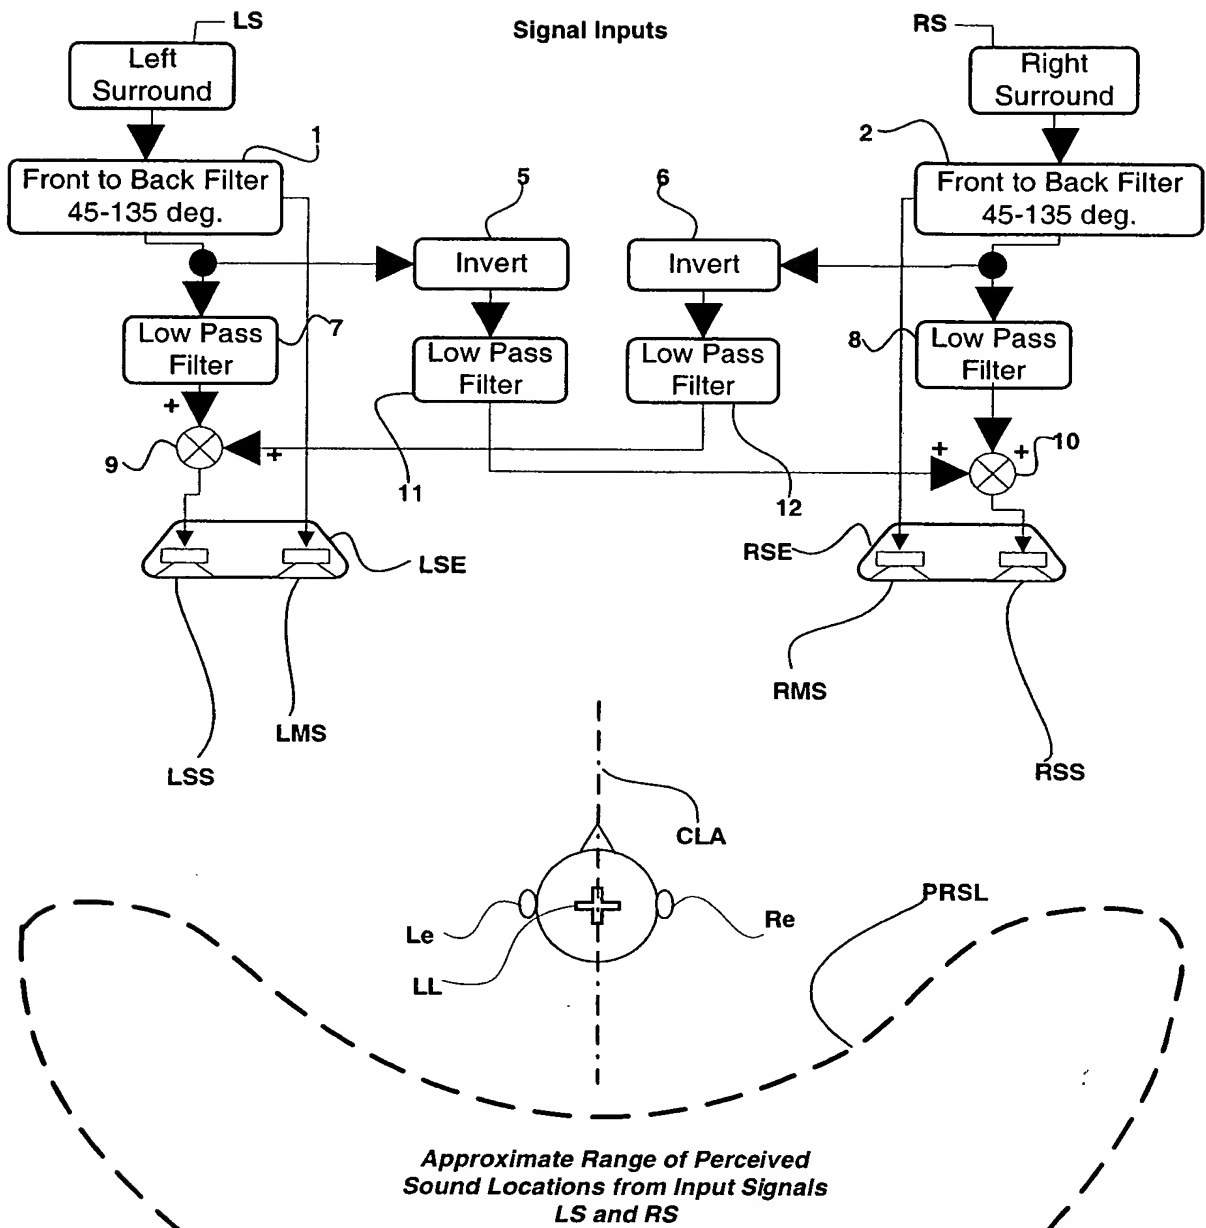 LS
Signal Inputs
RS
Left
Surround
Right
Surround
1
2
Front to Back Filter
45-135 deg.
5
6
Front to Back Filter
45-135 deg.
Invert
Invert
Low Pass
Filter
7
Low Pass
Filter
Low Pass
Filter
8
Low Pass
Filter
+
9
+
11
12
+
+
10
LSE
RSE
RMS
LMS
LSS
RSS
CLA
PRSL
Le
Re
LL
Approximate Range of Perceived
Sound Locations from Input Signals
LS and RS